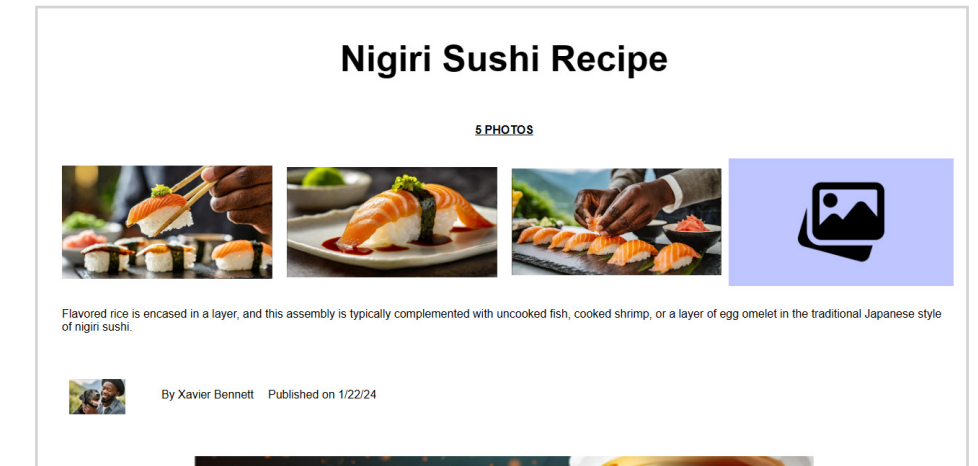 Nigiri Sushi Recipe
5 PHOTOS
Flavored rice is encased in a layer, and this assembly is typically complemented with uncooked fish, cooked shrimp, or a layer of egg omelet in the traditional Japanese style
of nigiri sushi.
By Xavier Bennett Published on 1/22/24